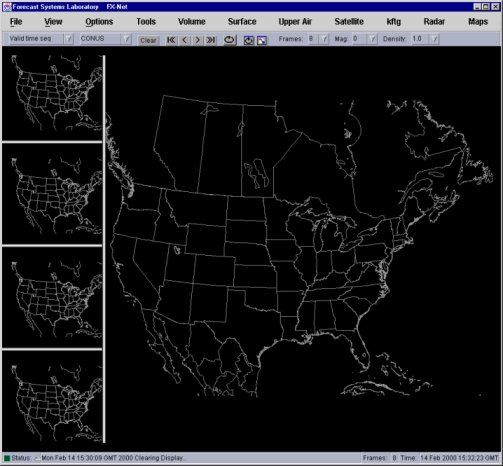 Forecast Systems Laboratory FX-Net
File View Options Tools Volume Surface Upper Air Satellite kftg Radar Maps
Valid time seq CONUS Clear Frames: 8 Mag: 0 Density: 1.0
Status: Mon Feb 14 15:30:09 GMT 2000 Clearing Display... Frames: 8 Time: 14 Feb 2000 15:32:23 GMT